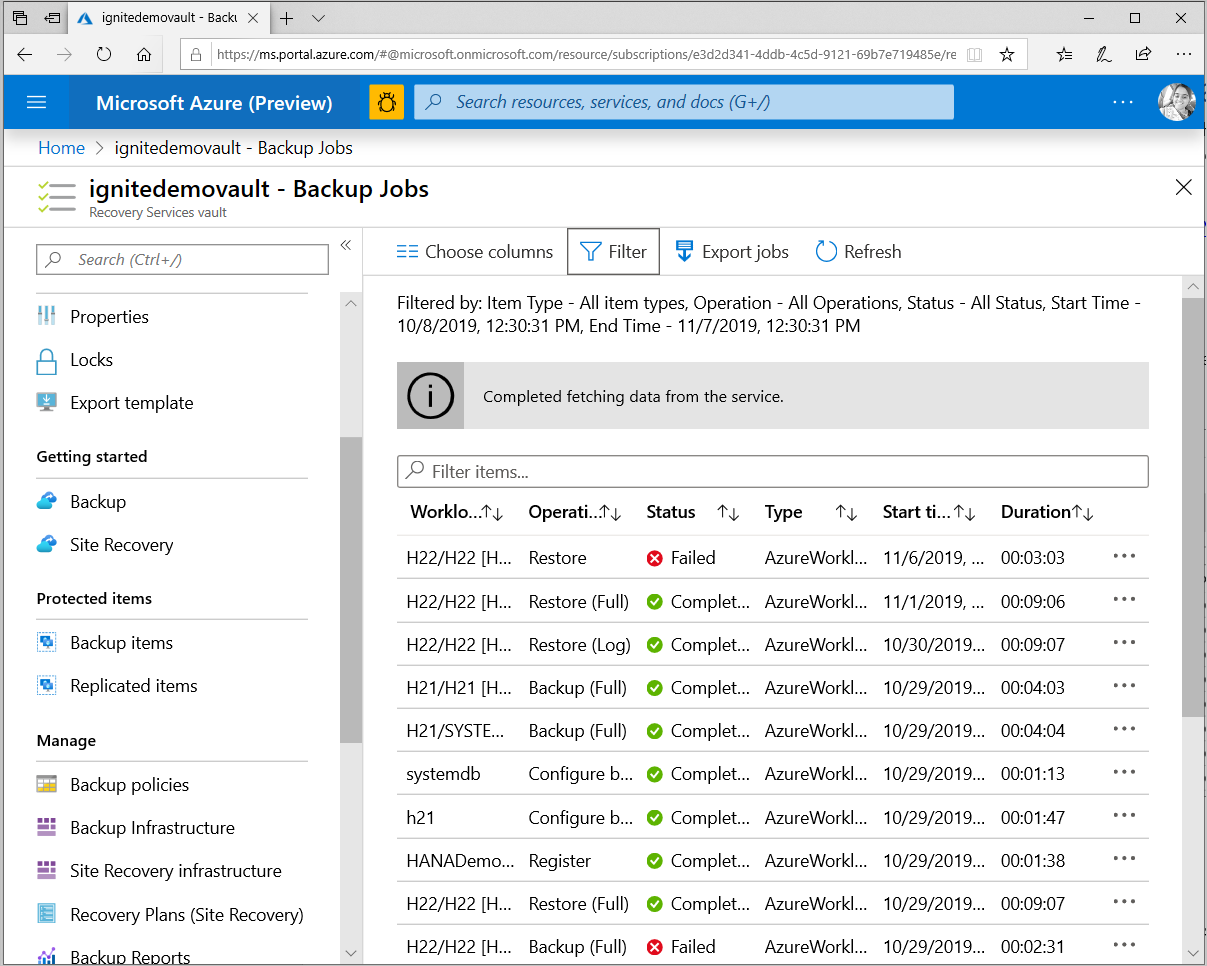 ignitedemovault - Backu
https://ms.portal.azure.com/#@microsoft.onmicrosoft.com/resource/subscriptions/e3d2d341-4ddb-4c5d-9121-69b7e719485e/re
Microsoft Azure (Preview)
Search resources, services, and docs (G+/)
Home > ignitedemovault - Backup Jobs
ignitedemovault - Backup Jobs
Recovery Services vault
Search (Ctrl+/)
Properties
Locks
Export template
Getting started
Backup
Site Recovery
Protected items
Backup items
Replicated items
Manage
Backup policies
Backup Infrastructure
Site Recovery infrastructure
Recovery Plans (Site Recovery)
Backup Reports
Choose columns Filter Export jobs Refresh
Filtered by: Item Type - All item types, Operation - All Operations, Status - All Status, Start Time -
10/8/2019, 12:30:31 PM, End Time - 11/7/2019, 12:30:31 PM
Completed fetching data from the service.
Filter items...
Worklo... Operati... Status Type Start ti... Duration
H22/H22 [H... Restore Failed AzureWorkl... 11/6/2019, ... 00:03:03
H22/H22 [H... Restore (Full) Complet... AzureWorkl... 11/1/2019, ... 00:09:06
H22/H22 [H... Restore (Log) Complet... AzureWorkl... 10/30/2019... 00:09:07
H21/H21 [H... Backup (Full) Complet... AzureWorkl... 10/29/2019... 00:04:03
H21/SYSTE... Backup (Full) Complet... AzureWorkl... 10/29/2019... 00:04:04
systemdb Configure b... Complet... AzureWorkl... 10/29/2019... 00:01:13
h21 Configure b... Complet... AzureWorkl... 10/29/2019... 00:01:47
HANADemo... Register Complet... AzureWorkl... 10/29/2019... 00:01:38
H22/H22 [H... Restore (Full) Complet... AzureWorkl... 10/29/2019... 00:09:07
H22/H22 [H... Backup (Full) Failed AzureWorkl... 10/29/2019... 00:02:31